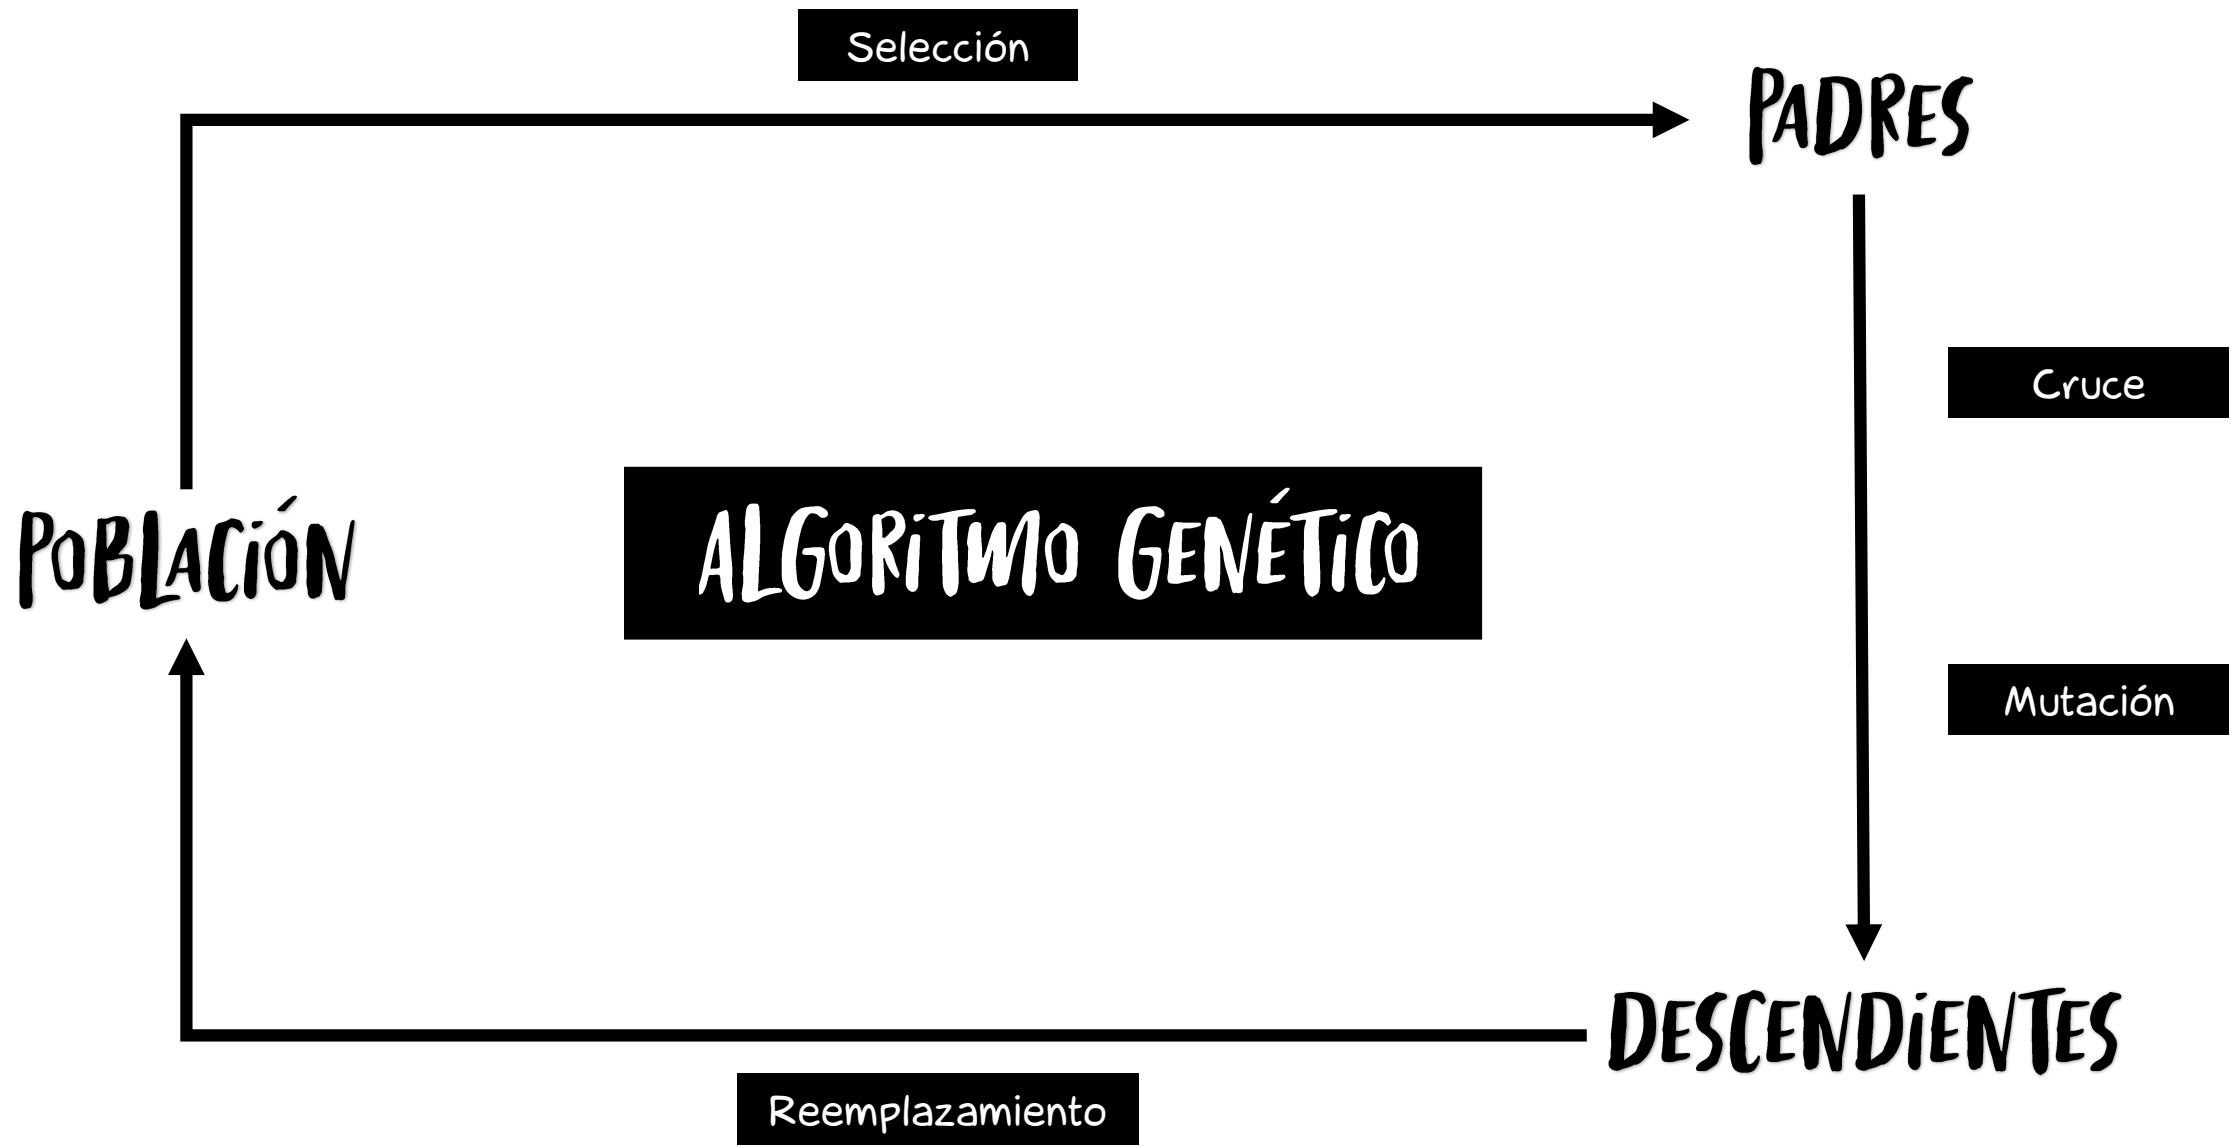 Selección
PADRES
Cruce
POBLACIÓN
ALGORITMO GENÉTICO
Mutación
DESCENDIENTES
Reemplazamiento